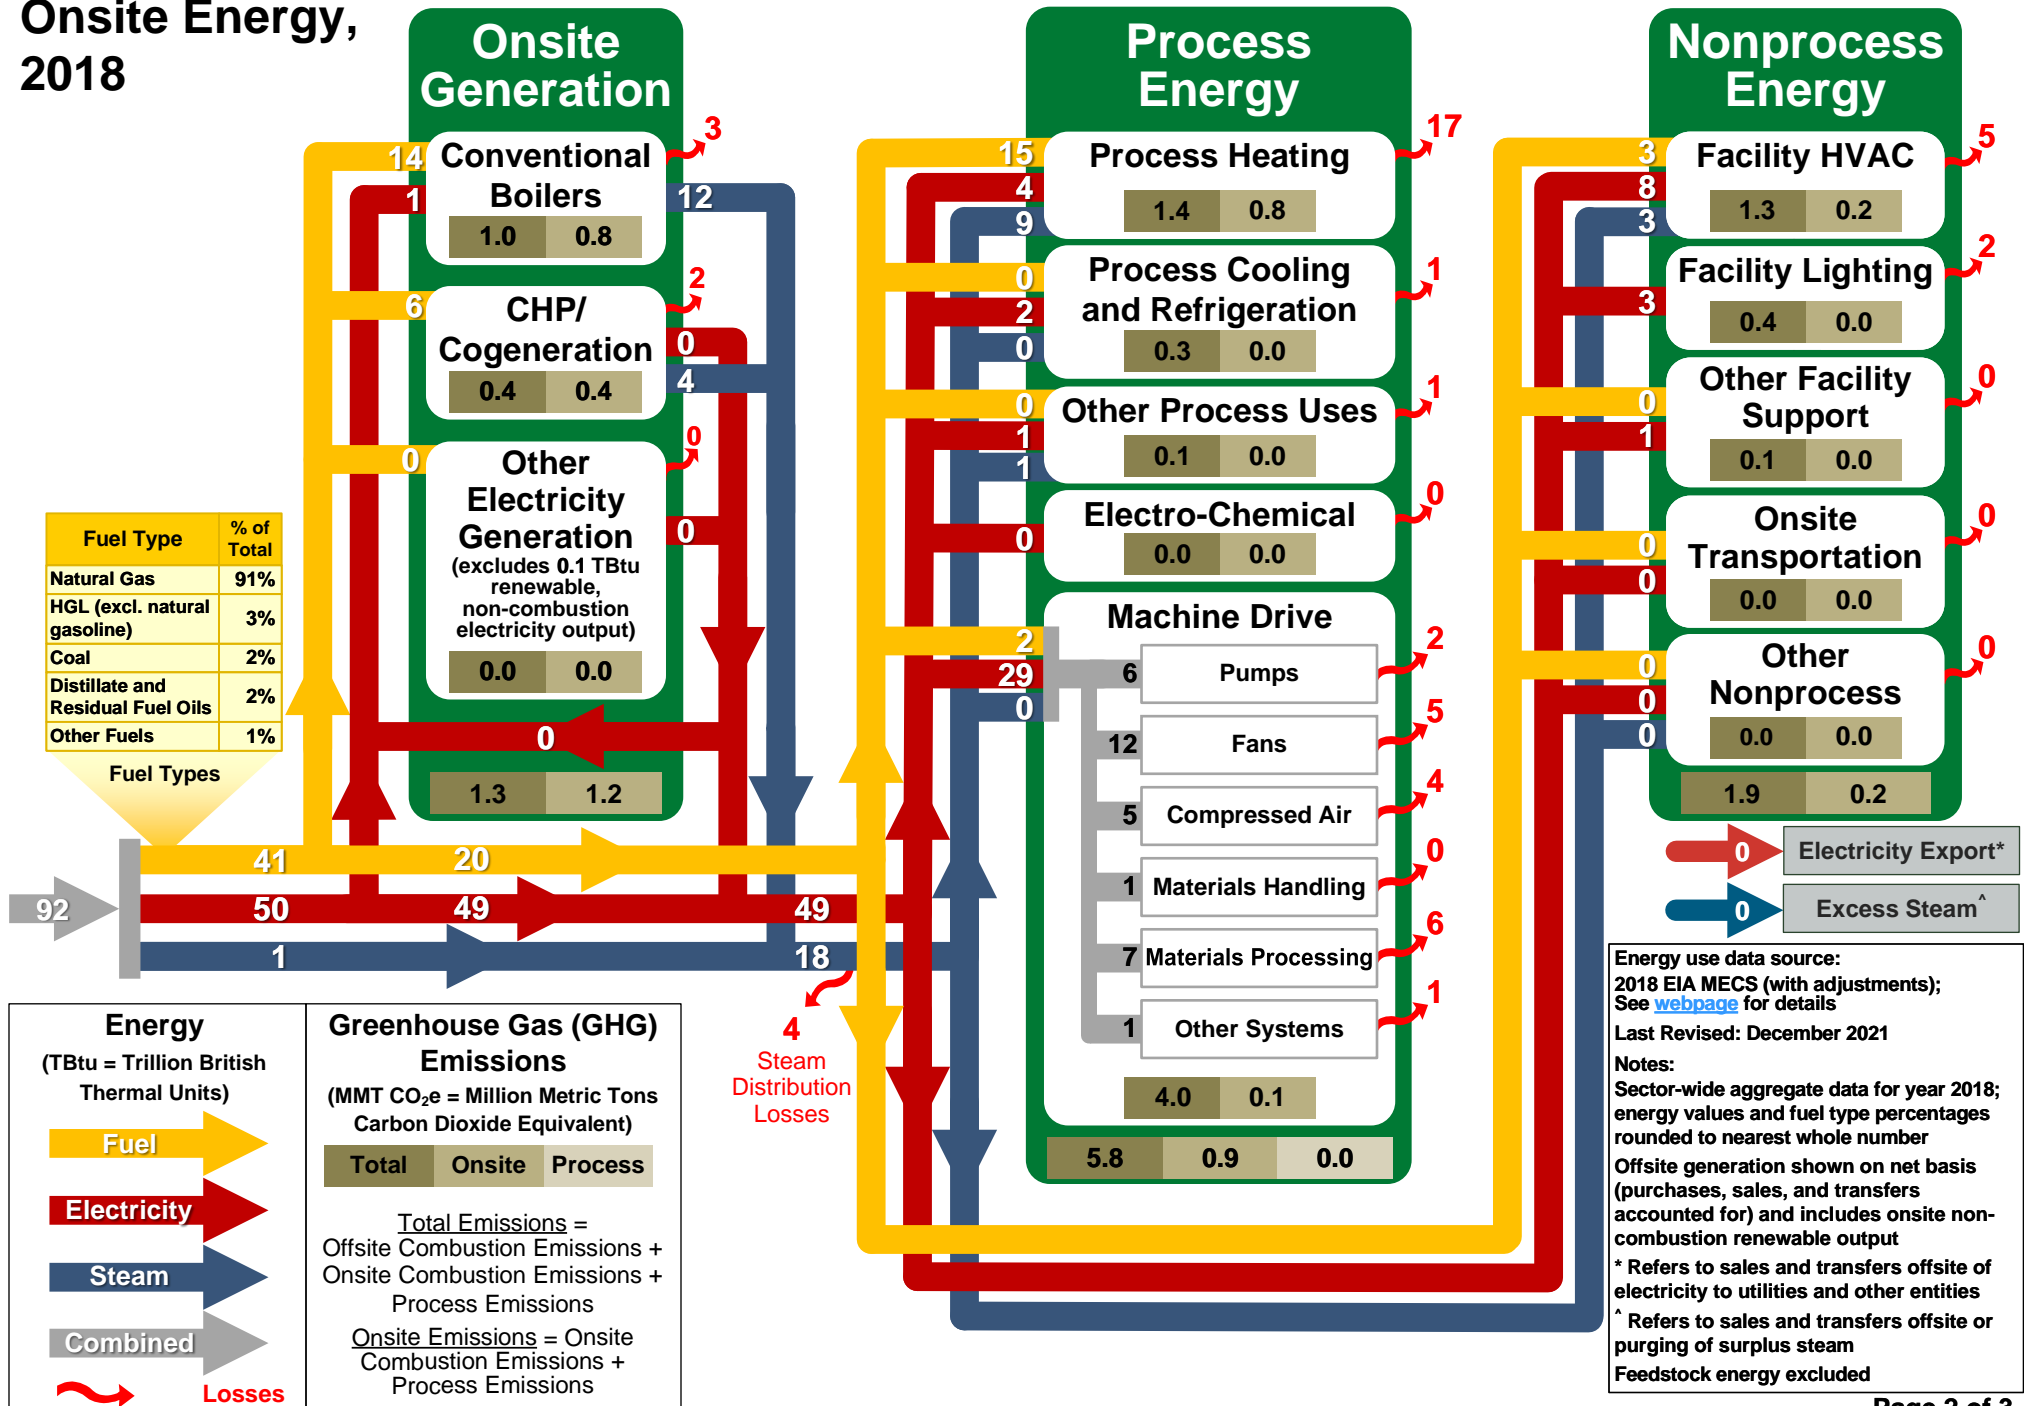 Onsite Energy,
2018
Onsite
Generation
3
14
Conventional
Boilers
1
12
1.0 0.8
2
6
CHP/
Cogeneration
0
4
0.4 0.4
0
0
Other
Electricity
Generation
0
(excludes 0.1 TBtu
renewable,
non-combustion
electricity output)
0.0 0.0
0
1.3 1.2
Fuel Type % of
Total
Natural Gas 91%
HGL (excl. natural
gasoline) 3%
Coal 2%
Distillate and
Residual Fuel Oils 2%
Other Fuels 1%
Fuel Types
92
41 20
50 49 49
1 18
4
Steam
Distribution
Losses
Process
Energy
17
15
4
9
Process Heating
1.4 0.8
1
0
2
0
Process Cooling
and Refrigeration
0.3 0.0
1
0
1
1
Other Process Uses
0.1 0.0
0
0
Electro-Chemical
0.0 0.0
Machine Drive
2
29
0
6 Pumps 2
12 Fans 5
5 Compressed Air 4
1 Materials Handling 0
7 Materials Processing 6
1 Other Systems 1
4.0 0.1
5.8 0.9 0.0
Nonprocess
Energy
5
3
8
3
Facility HVAC
1.3 0.2
2
3
Facility Lighting
0.4 0.0
0
0
1
Other Facility
Support
0.1 0.0
0
0
0
Onsite
Transportation
0.0 0.0
0
0
0
0
Other
Nonprocess
0.0 0.0
1.9 0.2
0 Electricity Export*
0 Excess Steam^
Energy
(TBtu = Trillion British
Thermal Units)
Fuel
Electricity
Steam
Combined
Losses
Greenhouse Gas (GHG)
Emissions
(MMT CO₂e = Million Metric Tons
Carbon Dioxide Equivalent)
Total Onsite Process
Total Emissions =
Offsite Combustion Emissions +
Onsite Combustion Emissions +
Process Emissions
Onsite Emissions = Onsite
Combustion Emissions +
Process Emissions
Energy use data source:
2018 EIA MECS (with adjustments);
See webpage for details
Last Revised: December 2021
Notes:
Sector-wide aggregate data for year 2018;
energy values and fuel type percentages
rounded to nearest whole number
Offsite generation shown on net basis
(purchases, sales, and transfers
accounted for) and includes onsite non-
combustion renewable output
* Refers to sales and transfers offsite of
electricity to utilities and other entities
^ Refers to sales and transfers offsite or
purging of surplus steam
Feedstock energy excluded
Page 2 of 3